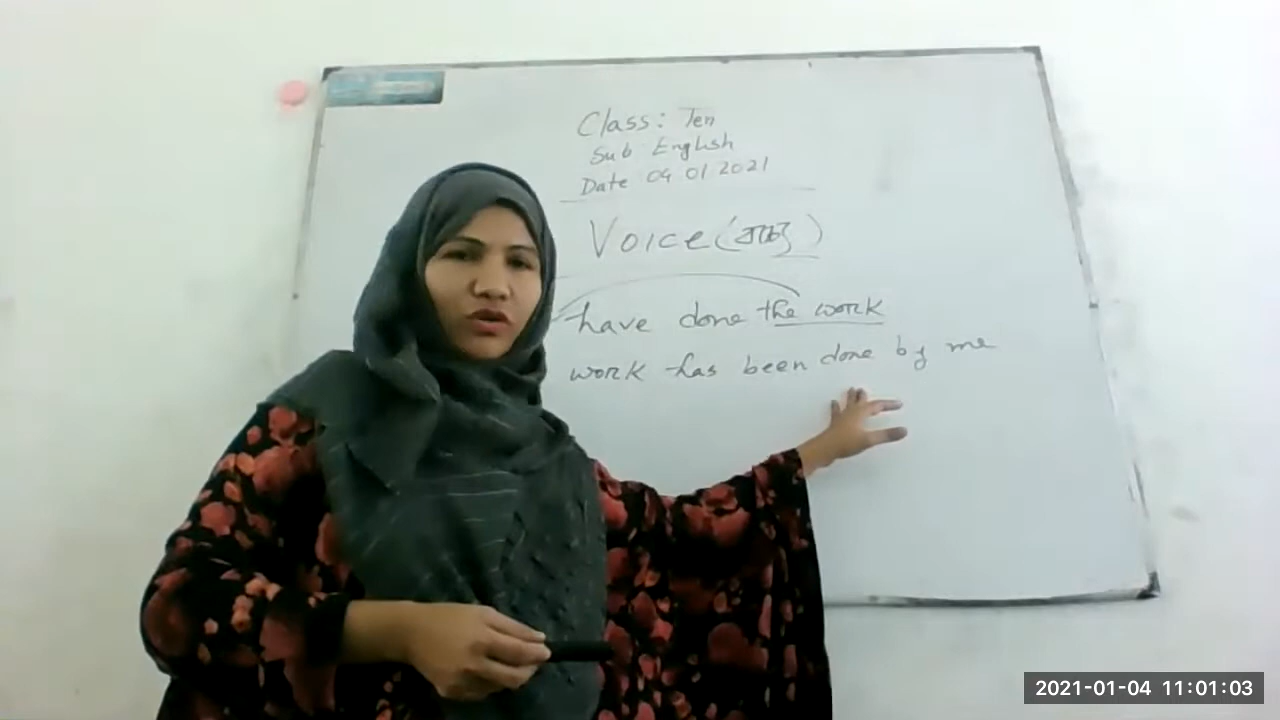 Class: Ten
Sub English
Date 04 01 2021
Voice (বাচ্য)
have done the work
work has been done by me
2021-01-04 11:01:03